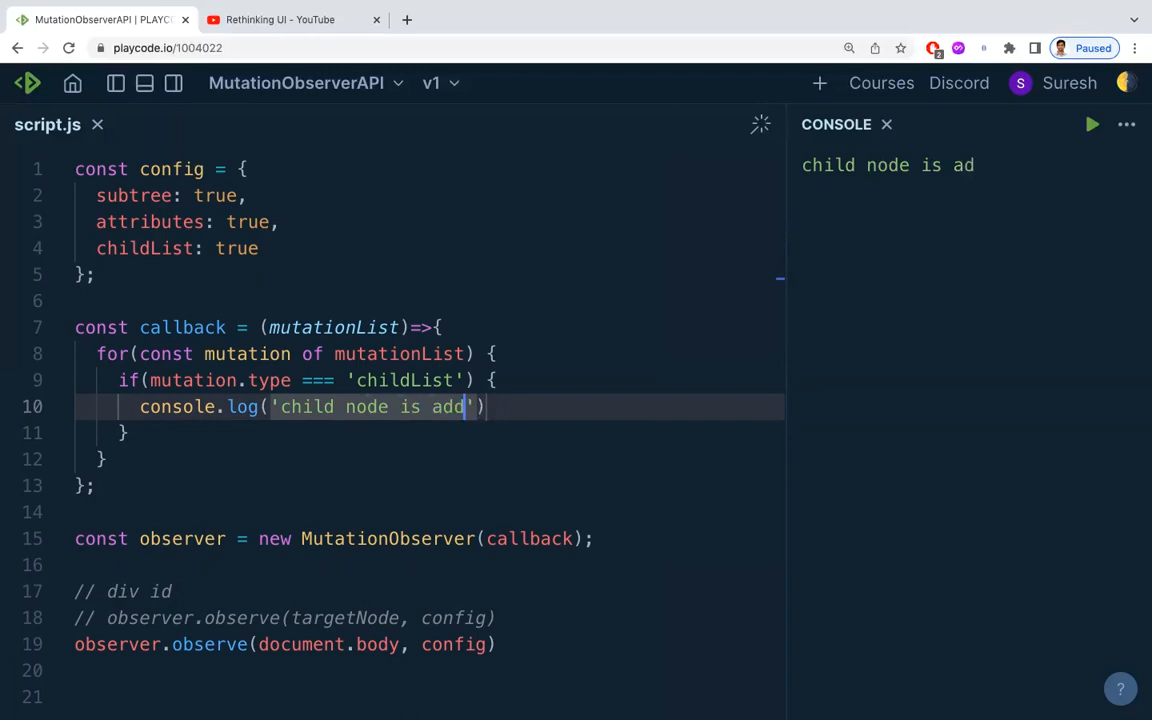 MutationObserverAPI | PLAYC
Rethinking UI - YouTube
playcode.io/1004022
2
Paused
MutationObserverAPI
v1
Courses
Discord
S
Suresh
script.js
CONSOLE
1 const config = {
2 subtree: true,
3 attributes: true,
4 childList: true
5 };
6
7 const callback = (mutationList)=>{
8 for(const mutation of mutationList) {
9 if(mutation.type === 'childList') {
10 console.log('child node is add')
11 }
12 }
13 };
14
15 const observer = new MutationObserver(callback);
16
17 // div id
18 // observer.observe(targetNode, config)
19 observer.observe(document.body, config)
20
21
child node is ad
?